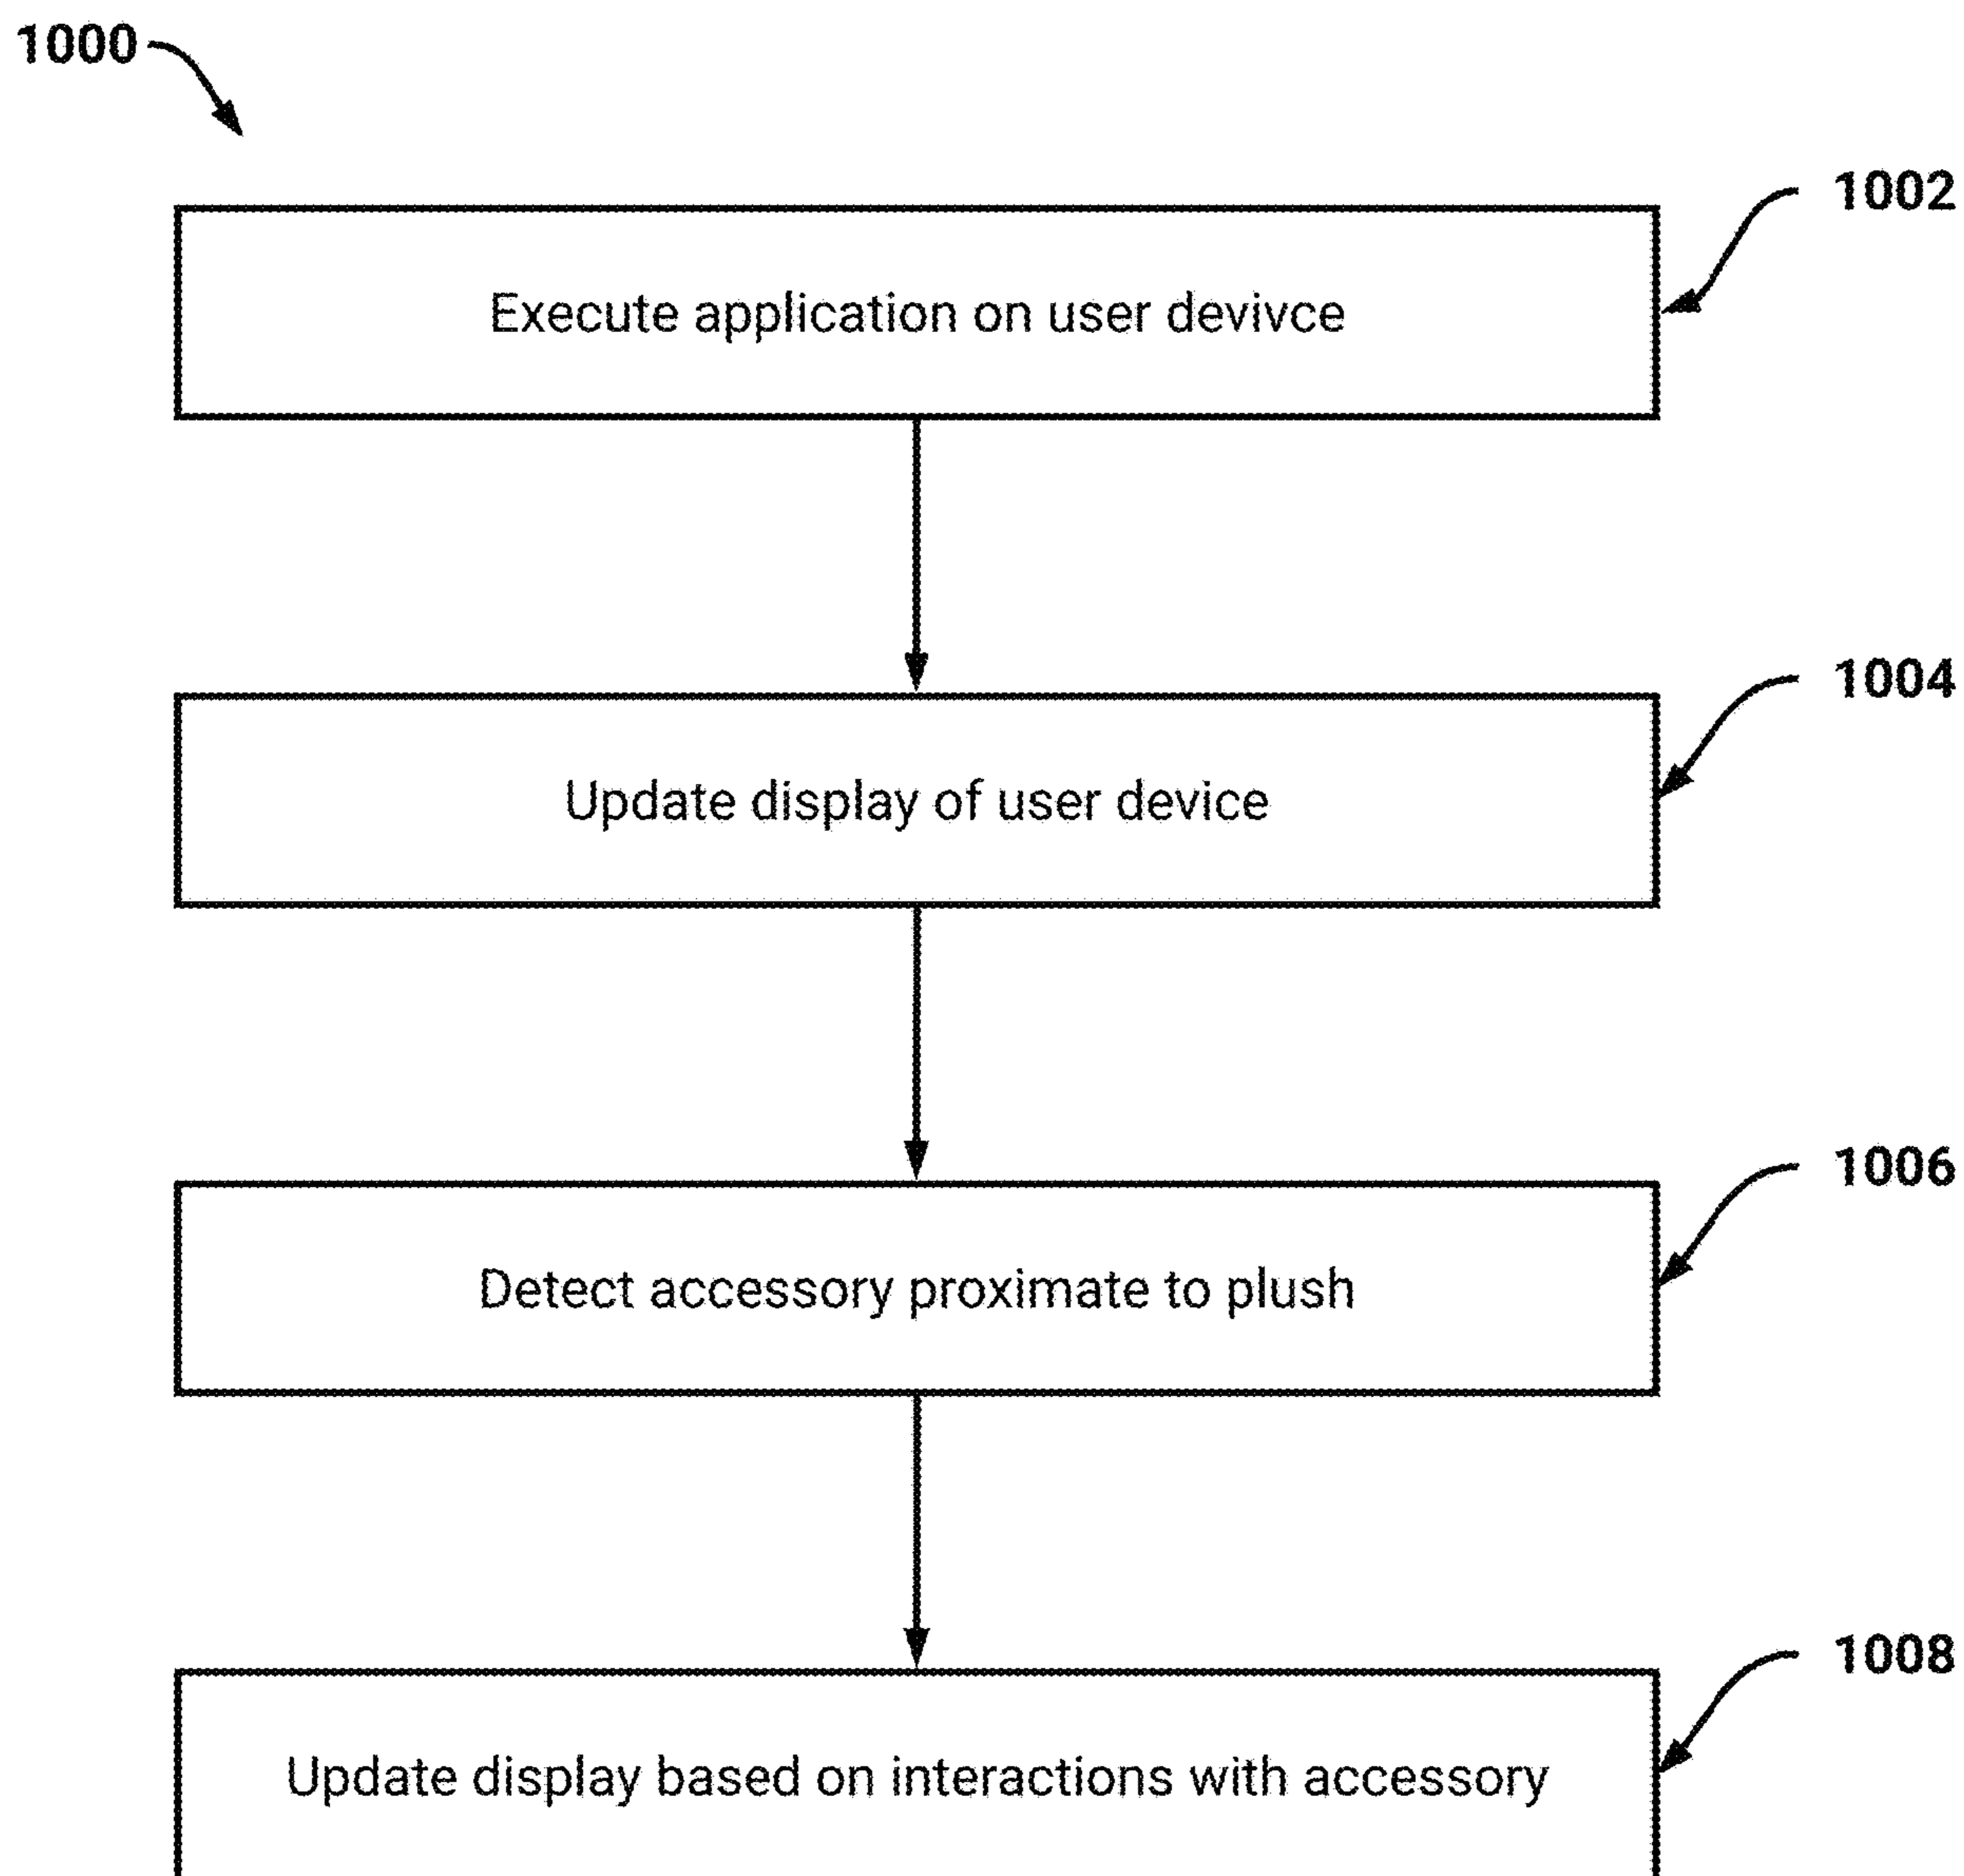 1000
1002
Execute application on user devivce
1004
Update display of user device
1006
Detect accessory proximate to plush
1008
Update display based on interactions with accessory